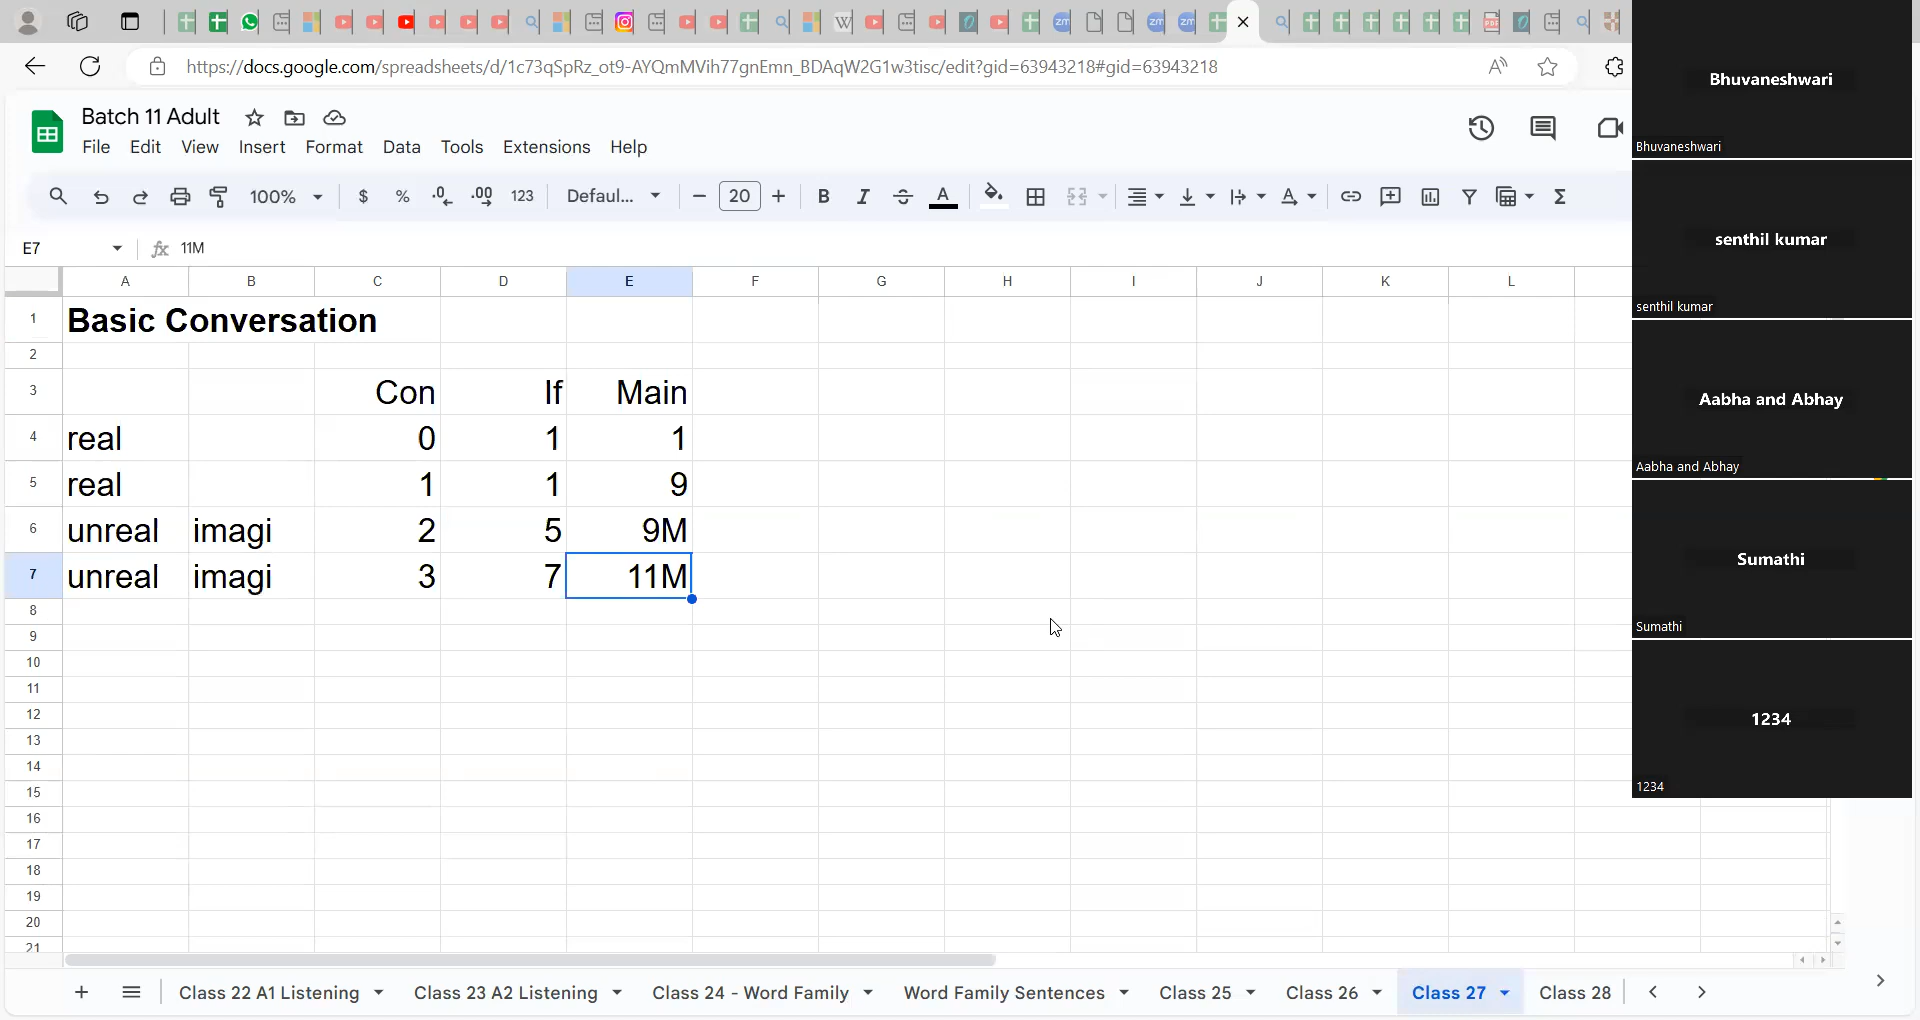 https://docs.google.com/spreadsheets/d/1c73qSpRz_ot9-AYQmMVih77gnEmn_BDAqW2G1w3tisc/edit?gid=63943218#gid=63943218
Batch 11 Adult
File Edit View Insert Format Data Tools Extensions Help
100% $ % .0 .00 123 Defaul... 20 B I A
E7 fx 11M
A B C D E F G H I J K L
1 Basic Conversation
2
3 Con If Main
4 real 0 1 1
5 real 1 1 9
6 unreal imagi 2 5 9M
7 unreal imagi 3 7 11M
8
9
10
11
12
13
14
15
16
17
18
19
20
21
Class 22 A1 Listening Class 23 A2 Listening Class 24 - Word Family Word Family Sentences Class 25 Class 26 Class 27 Class 28
Bhuvaneshwari
Bhuvaneshwari
senthil kumar
senthil kumar
Aabha and Abhay
Aabha and Abhay
Sumathi
Sumathi
1234
1234